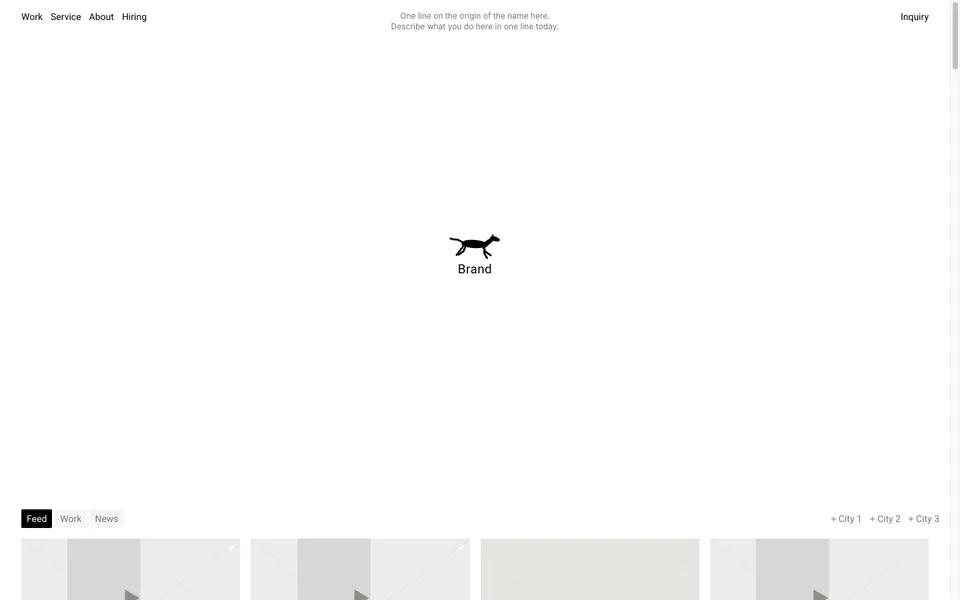 Work Service About Hiring
One line on the origin of the name here.
Describe what you do here in one line today.
Inquiry
Brand
Feed Work News
+ City 1 + City 2 + City 3